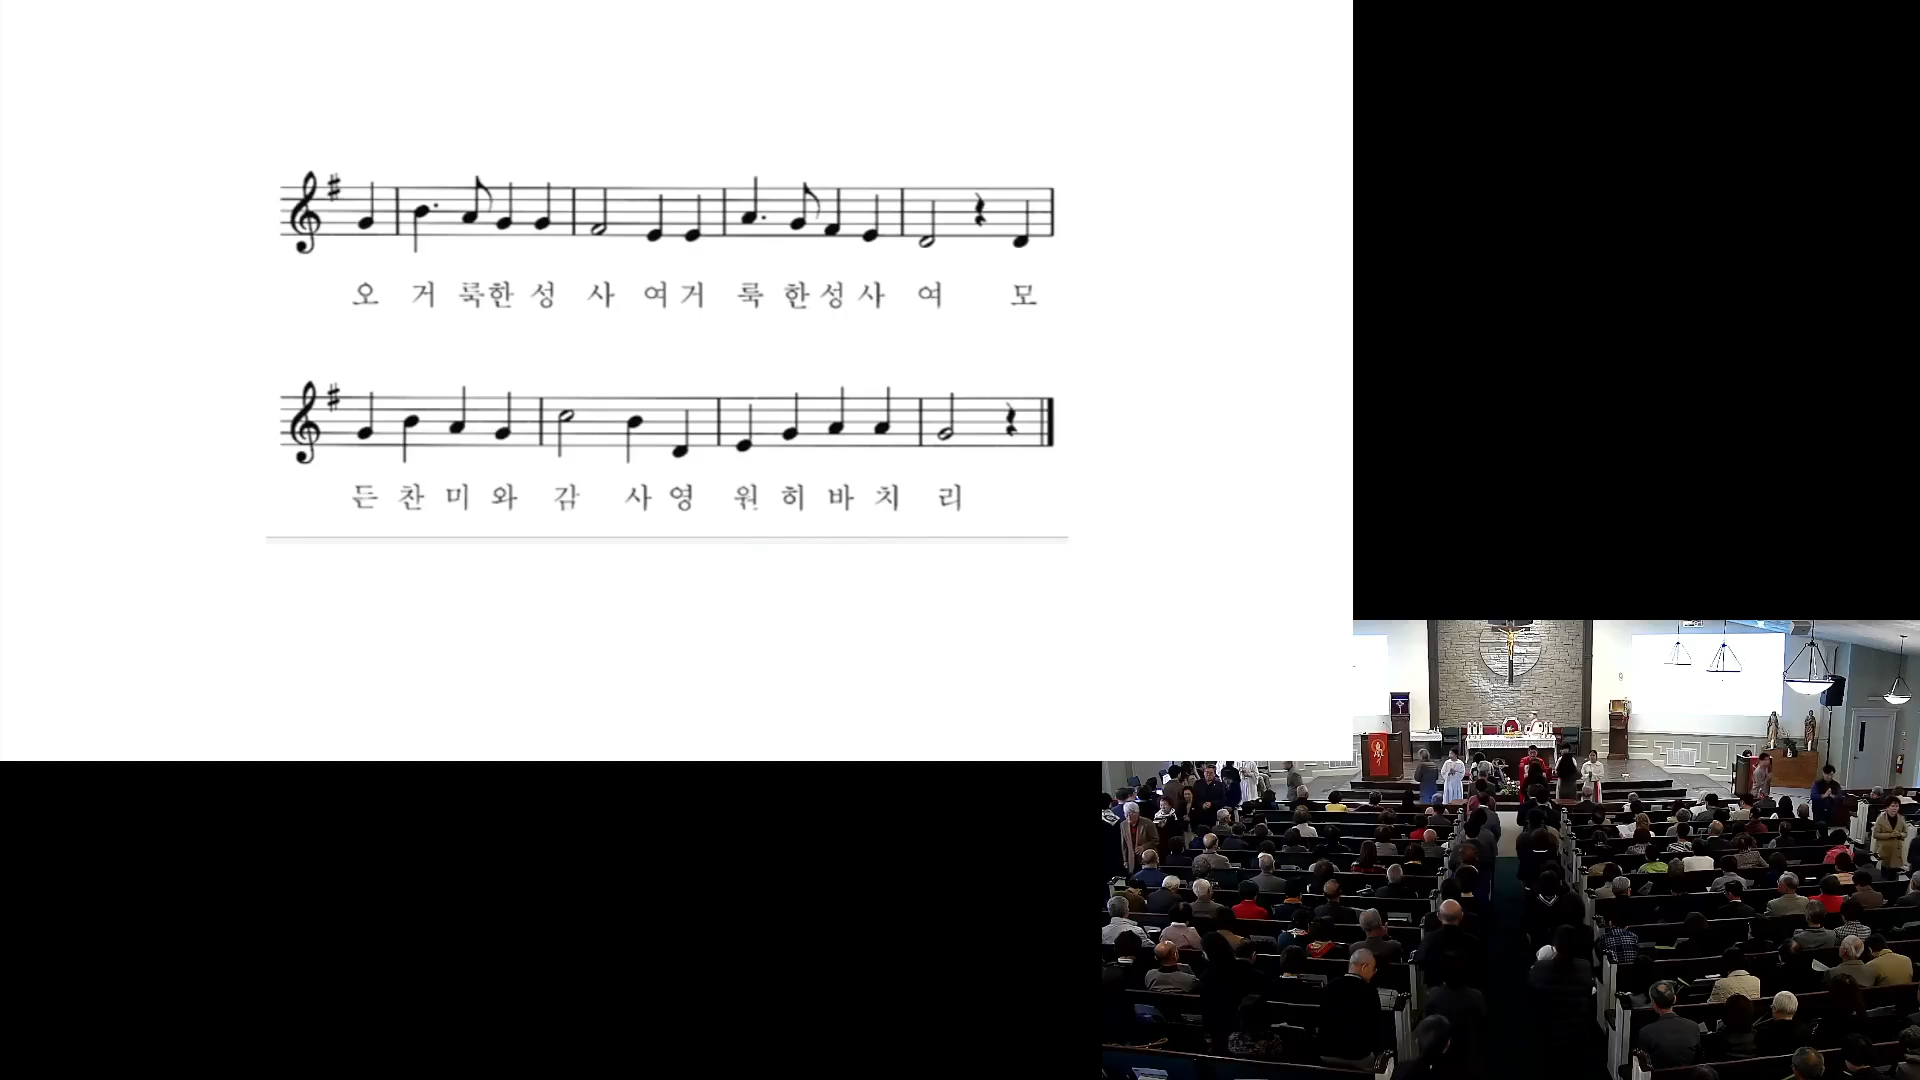 오 거 룩한 성 사 여 거 룩 한 성 사 여 모
든 찬 미 와 감 사 영 원 히 바 치 리